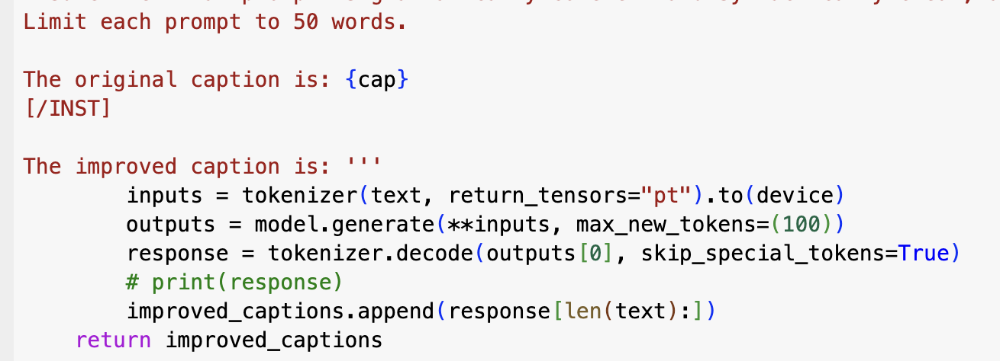 Limit each prompt to 50 words.
The original caption is: {cap}
[/INST]
The improved caption is: '''
inputs = tokenizer(text, return_tensors="pt").to(device)
outputs = model.generate(**inputs, max_new_tokens=(100))
response = tokenizer.decode(outputs[0], skip_special_tokens=True)
# print(response)
improved_captions.append(response[len(text):])
return improved_captions